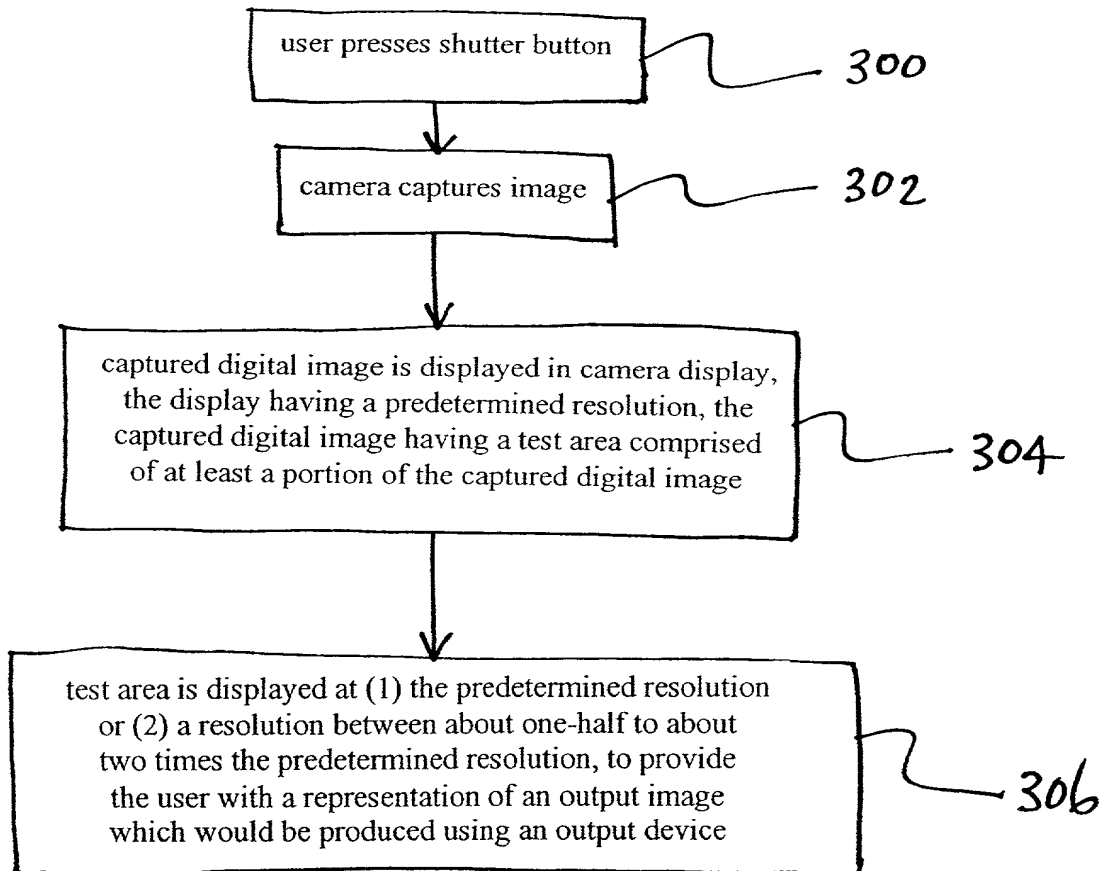 user presses shutter button
300
camera captures image
302
captured digital image is displayed in camera display,
the display having a predetermined resolution, the
captured digital image having a test area comprised
of at least a portion of the captured digital image
304
test area is displayed at (1) the predetermined resolution
or (2) a resolution between about one-half to about
two times the predetermined resolution, to provide
the user with a representation of an output image
which would be produced using an output device
306